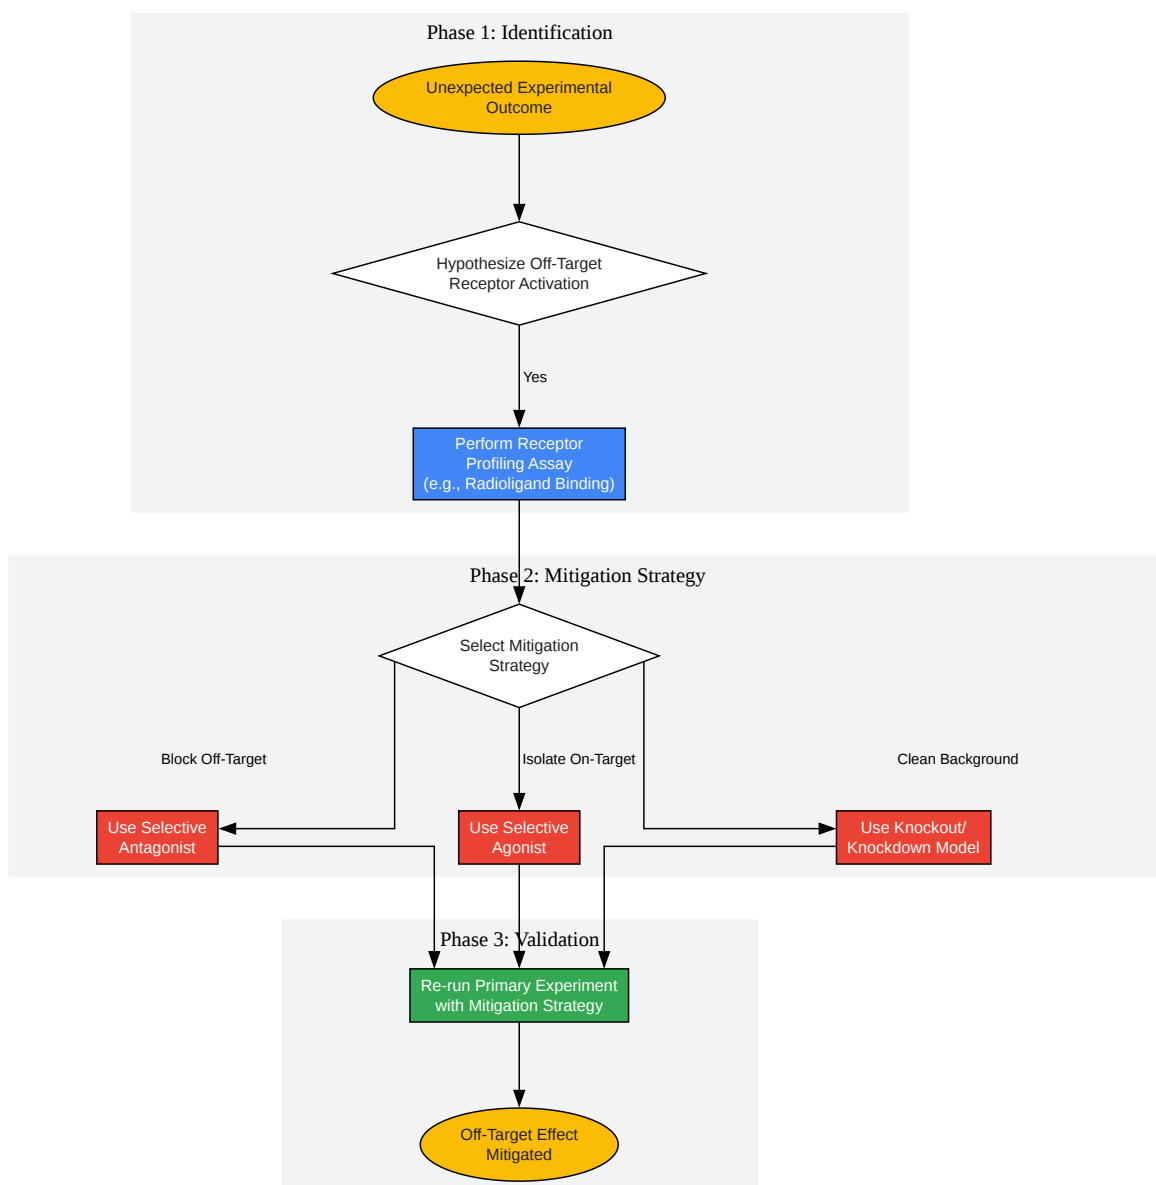 Phase 1: Identification
Unexpected Experimental
Outcome
Hypothesize Off-Target
Receptor Activation
Yes
Perform Receptor
Profiling Assay
(e.g., Radioligand Binding)
Phase 2: Mitigation Strategy
Select Mitigation
Strategy
Block Off-Target
Isolate On-Target
Clean Background
Use Selective
Antagonist
Use Selective
Agonist
Use Knockout/
Knockdown Model
Phase 3: Validation
Re-run Primary Experiment
with Mitigation Strategy
Off-Target Effect
Mitigated